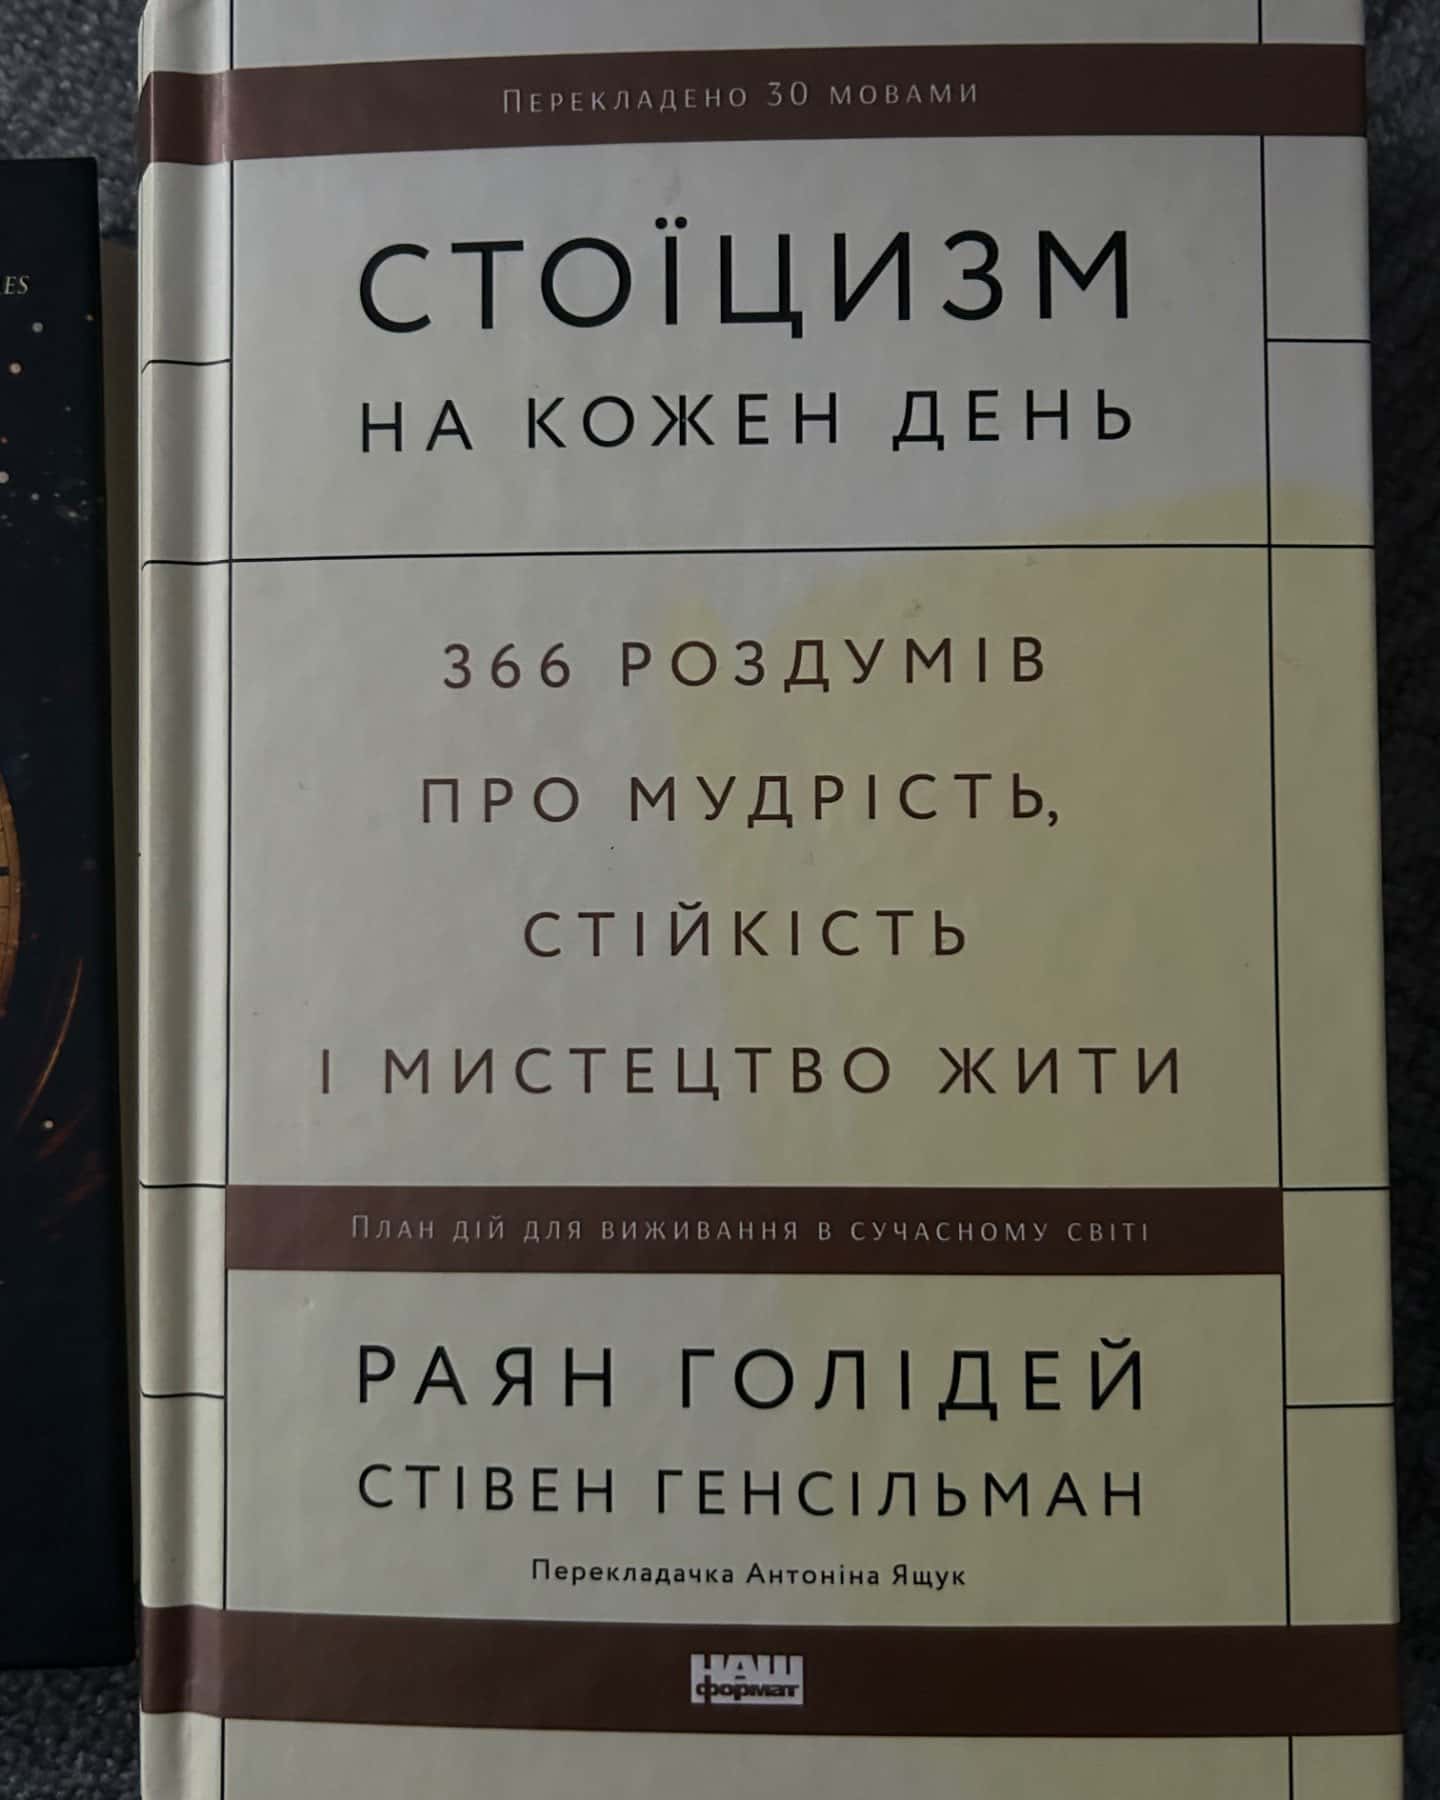 ES
Перекладено 30 мовами
СТОЇЦИЗМ
НА КОЖЕН ДЕНЬ
366 РОЗДУМІВ
ПРО МУДРІСТЬ,
СТІЙКІСТЬ
І МИСТЕЦТВО ЖИТИ
План дій для виживання в сучасному світі
РАЯН ГОЛІДЕЙ
СТІВЕН ГЕНСІЛЬМАН
Перекладачка Антоніна Ящук
НАШ
формат